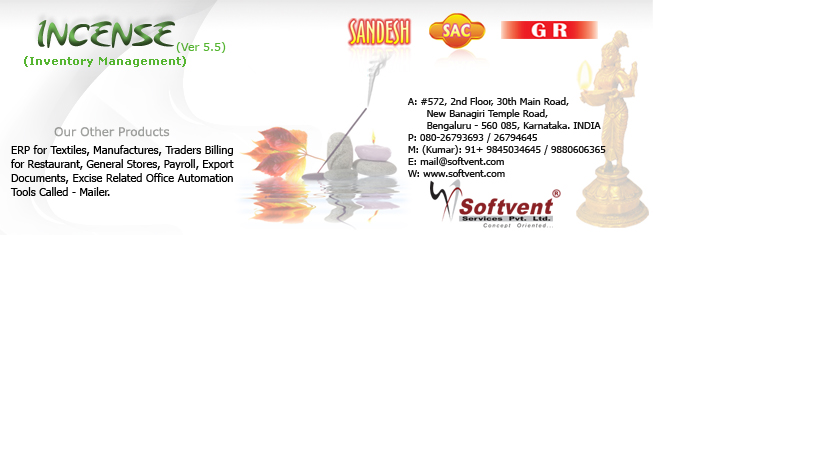 INCENSE (Ver 5.5)
(Inventory Management)
SANDESH
SAC
G R
Our Other Products
ERP for Textiles, Manufactures, Traders Billing
for Restaurant, General Stores, Payroll, Export
Documents, Excise Related Office Automation
Tools Called - Mailer.
A: #572, 2nd Floor, 30th Main Road,
New Banagiri Temple Road,
Bengaluru - 560 085, Karnataka. INDIA
P: 080-26793693 / 26794645
M: (Kumar): 91+ 9845034645 / 9880606365
E: mail@softvent.com
W: www.softvent.com
Softvent®
Services Pvt. Ltd.
Concept Oriented...